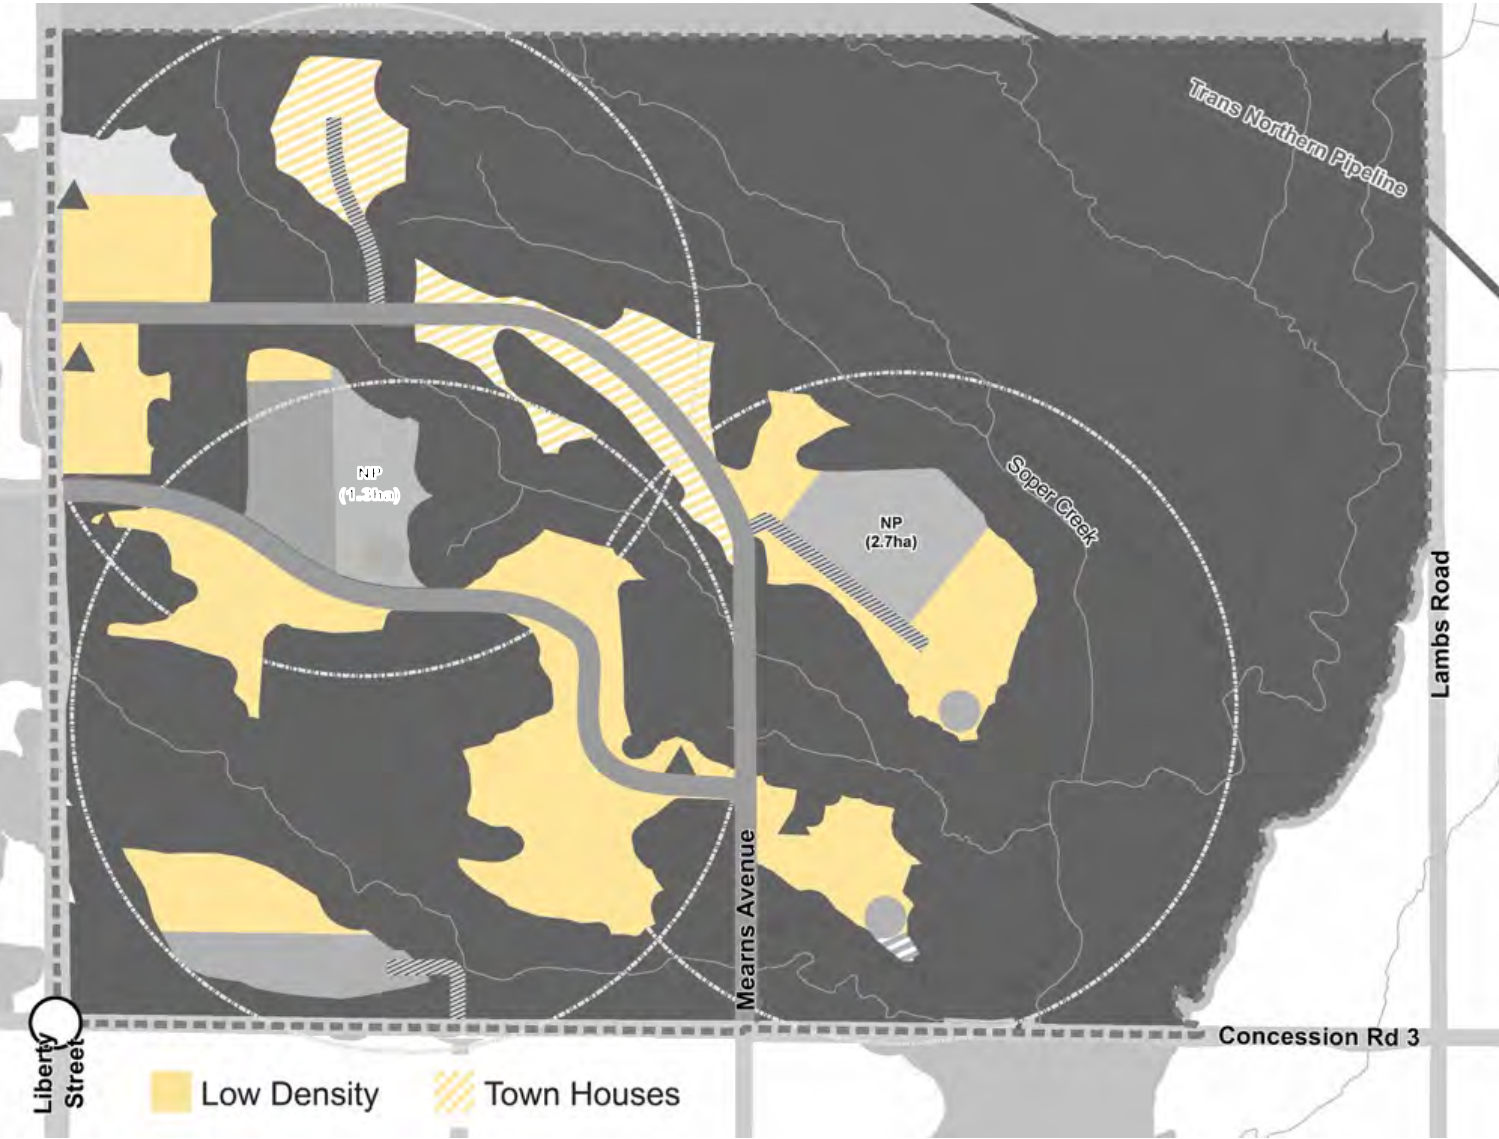 Trans Northern Pipeline
NP
Soper Creek
NP
(2.7ha)
Lambs Road
Mearns Avenue
Concession Rd 3
Liberty
Street
Low Density
Town Houses